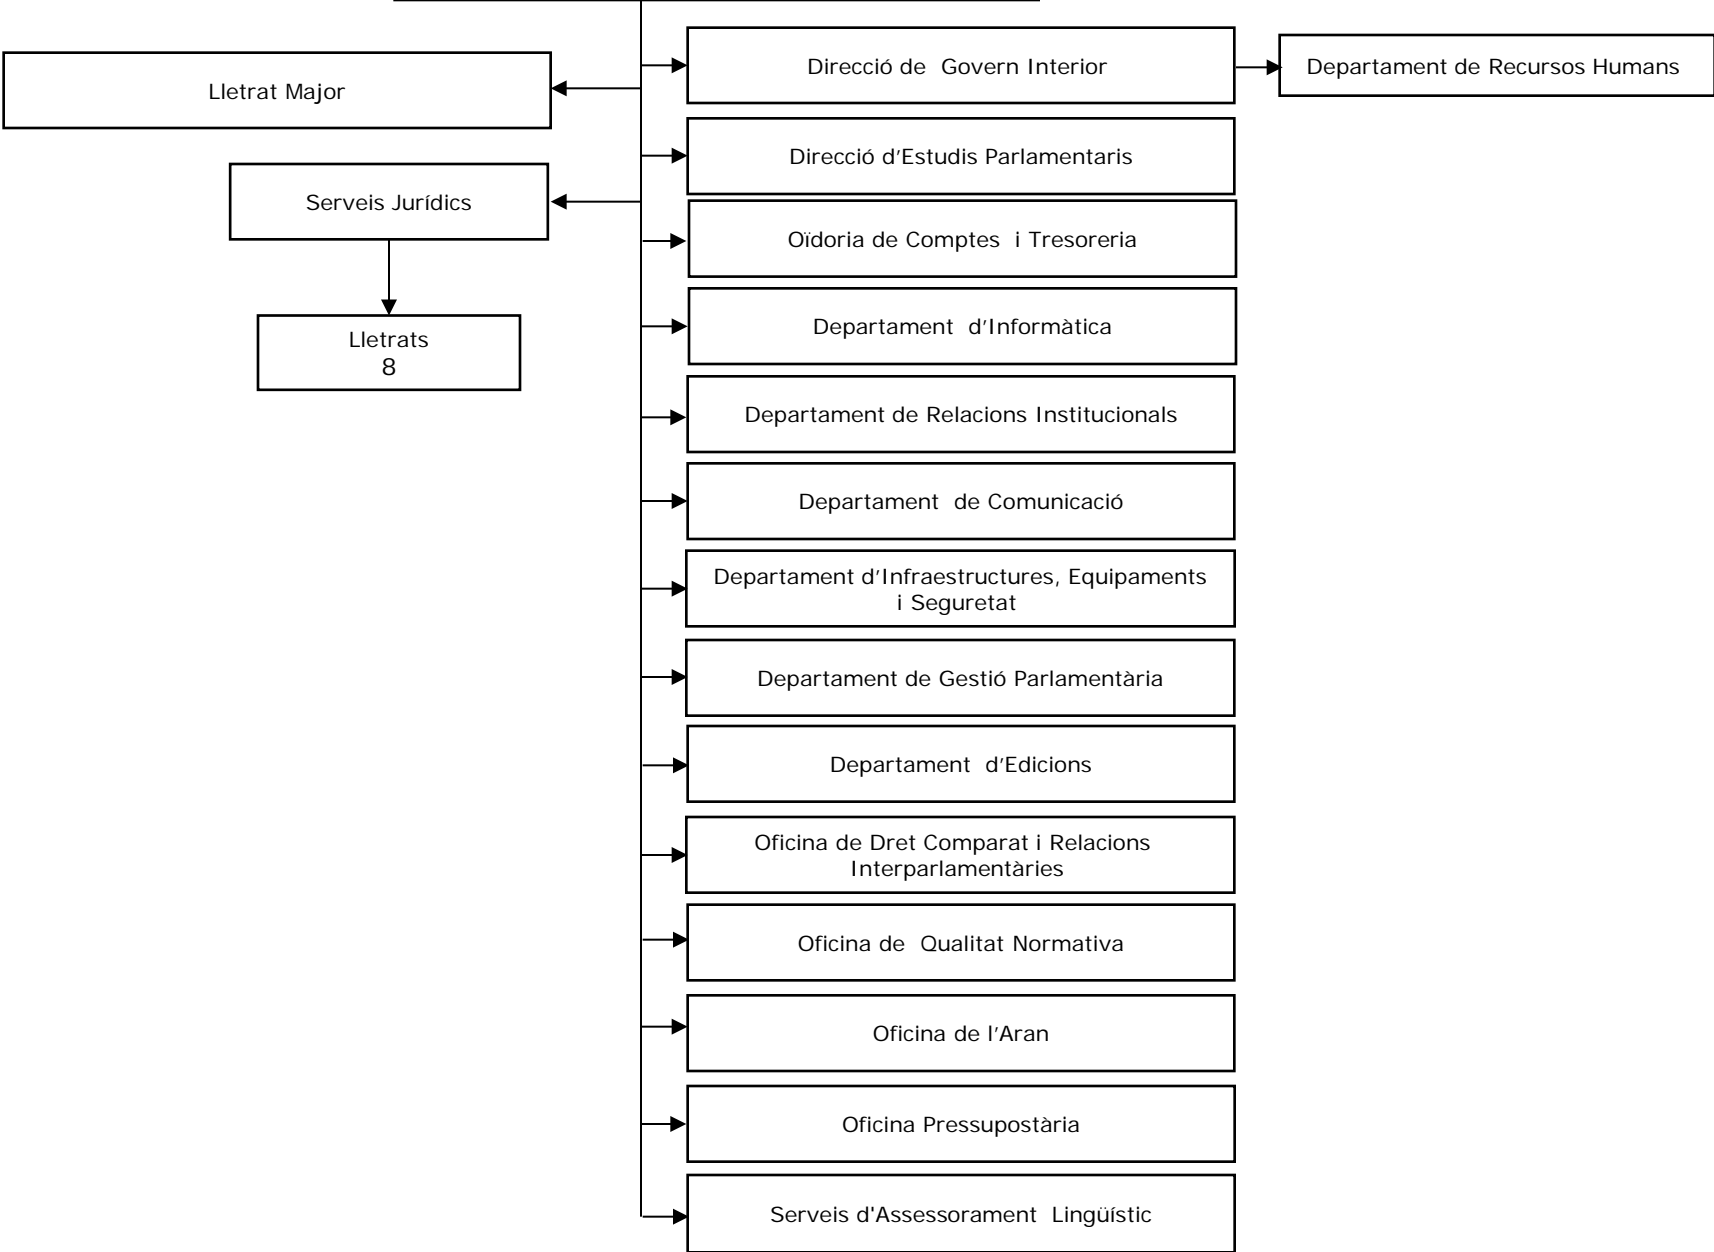 Direcció de Govern Interior
Departament de Recursos Humans
Lletrat Major
Direcció d’Estudis Parlamentaris
Serveis Jurídics
Oïdoria de Comptes i Tresoreria
Departament d’Informàtica
Lletrats
8
Departament de Relacions Institucionals
Departament de Comunicació
Departament d’Infraestructures, Equipaments
i Seguretat
Departament de Gestió Parlamentària
Departament d’Edicions
Oficina de Dret Comparat i Relacions
Interparlamentàries
Oficina de Qualitat Normativa
Oficina de l’Aran
Oficina Pressupostària
Serveis d'Assessorament Lingüístic